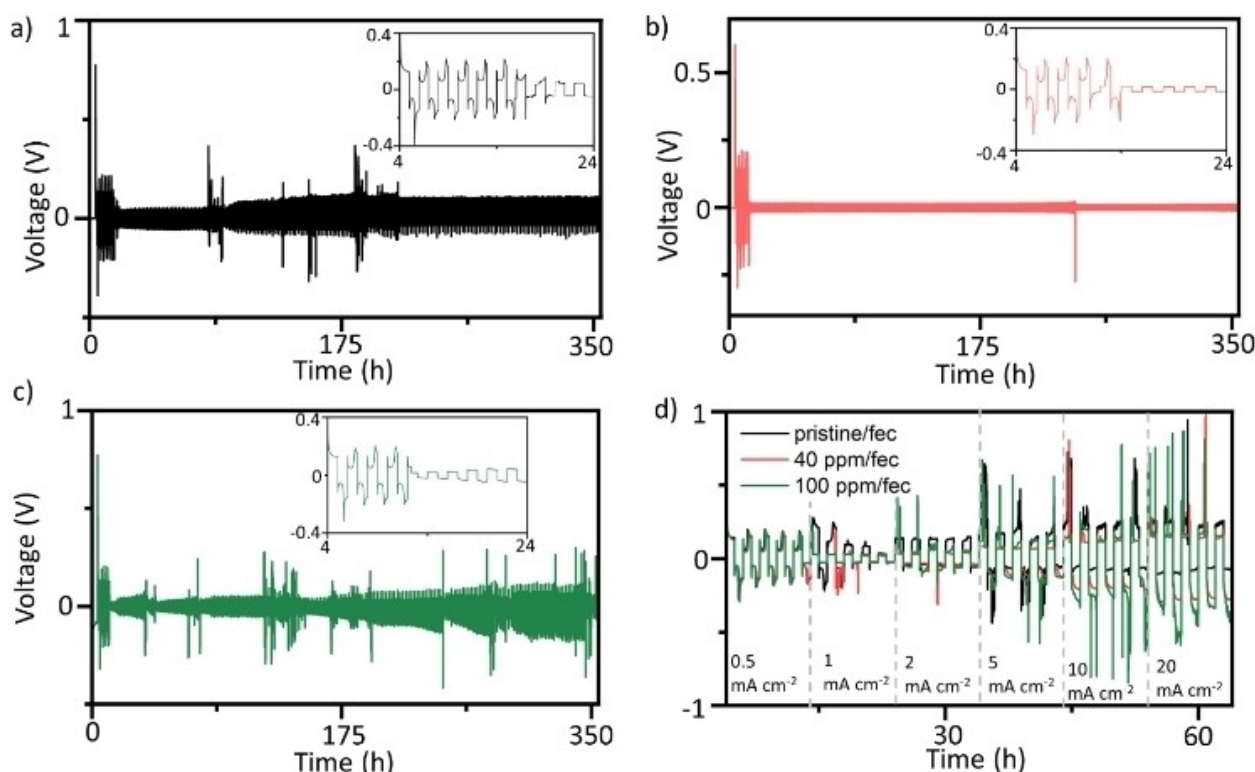 a)
1
0
Voltage (V)
0.4
0
-0.4
4
24
0
175
350
Time (h)
b)
0.5
0
Voltage (V)
0.4
0
-0.4
4
24
0
175
350
Time (h)
c)
1
0
Voltage (V)
0.4
0
-0.4
4
24
0
175
350
Time (h)
d)
1
0
-1
pristine/fec
40 ppm/fec
100 ppm/fec
0.5
mA cm⁻²
1
mA cm⁻²
2
mA cm⁻²
5
mA cm⁻²
10
mA cm²
20
mA cm⁻²
30
60
Time (h)